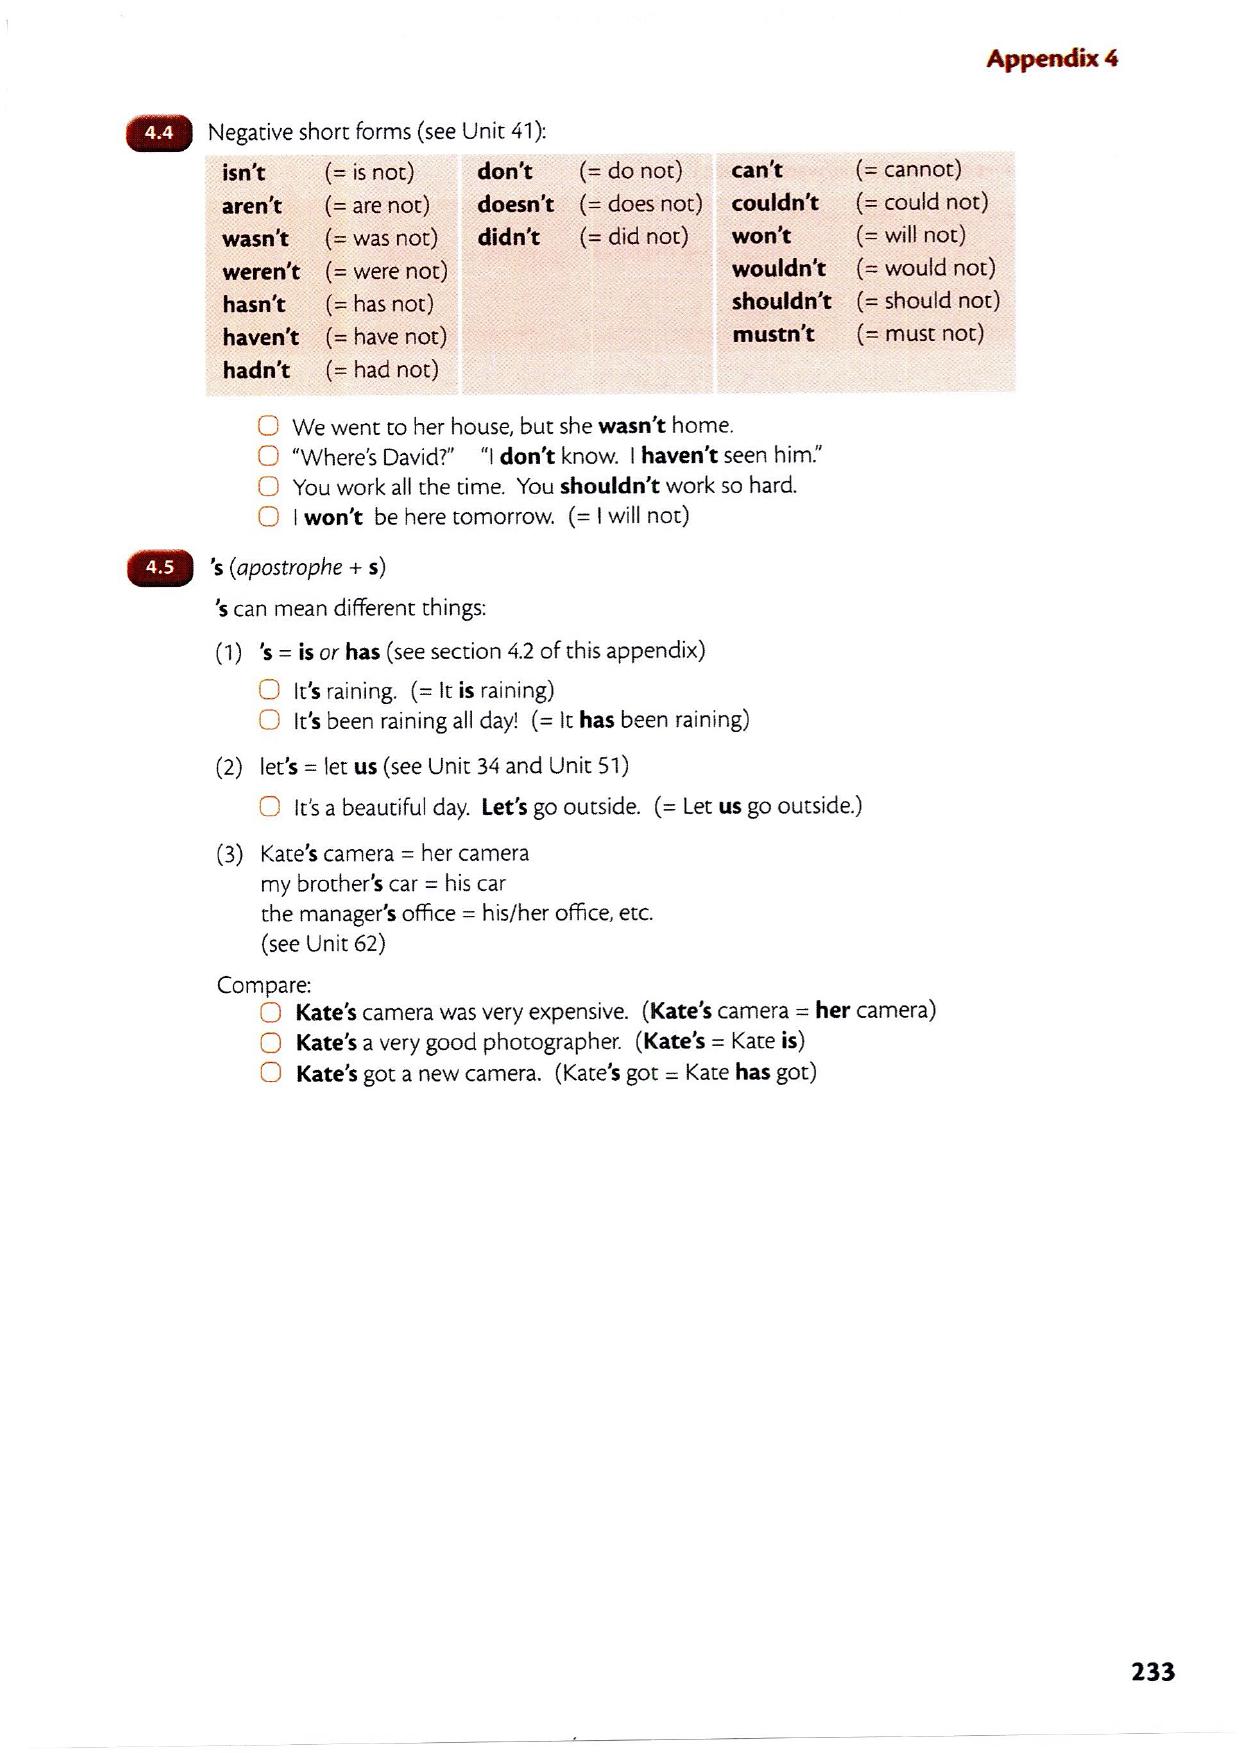 Appendix 4
4.4 Negative short forms (see Unit 41):
isn't (= is not) don't (= do not) can't (= cannot)
aren't (= are not) doesn't (= does not) couldn't (= could not)
wasn't (= was not) didn't (= did not) won't (= will not)
weren't (= were not) wouldn't (= would not)
hasn't (= has not) shouldn't (= should not)
haven't (= have not) mustn't (= must not)
hadn't (= had not)
We went to her house, but she wasn't home.
"Where's David?" "I don't know. I haven't seen him."
You work all the time. You shouldn't work so hard.
I won't be here tomorrow. (= I will not)
4.5 's (apostrophe + s)
's can mean different things:
(1) 's = is or has (see section 4.2 of this appendix)
It's raining. (= It is raining)
It's been raining all day! (= It has been raining)
(2) let's = let us (see Unit 34 and Unit 51)
It's a beautiful day. Let's go outside. (= Let us go outside.)
(3) Kate's camera = her camera
my brother's car = his car
the manager's office = his/her office, etc.
(see Unit 62)
Compare:
Kate's camera was very expensive. (Kate's camera = her camera)
Kate's a very good photographer. (Kate's = Kate is)
Kate's got a new camera. (Kate's got = Kate has got)
233